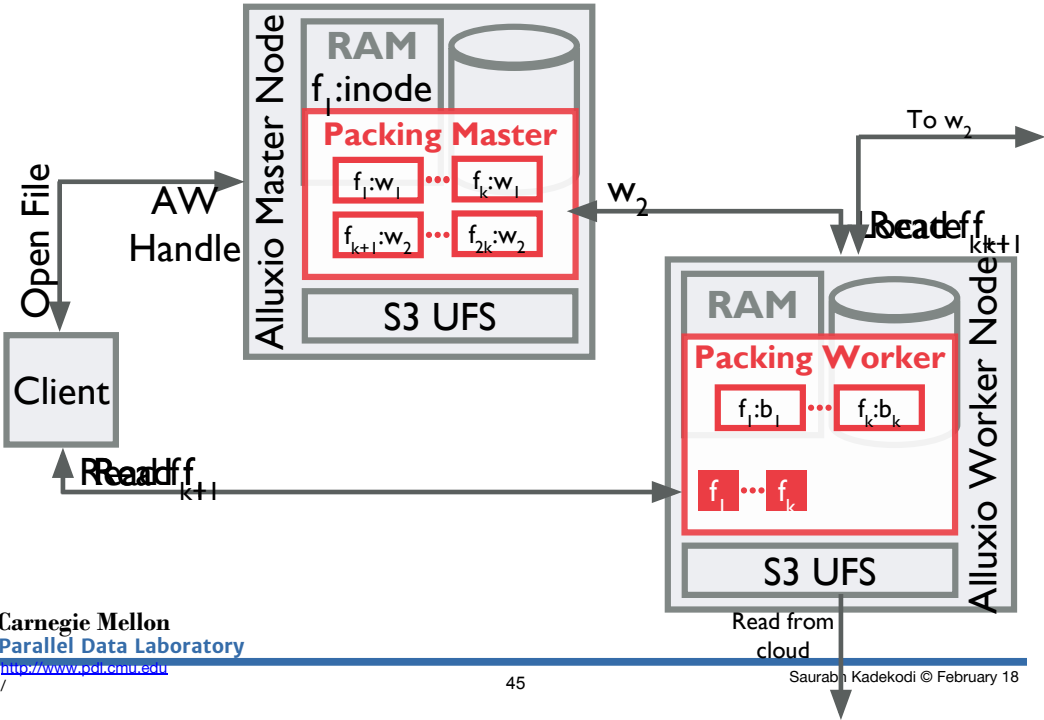 Alluxio Master Node
RAM
f1:inode
Packing Master
f1:w1 ... fk:w1
fk+1:w2 ... f2k:w2
S3 UFS
Open File
AW
Handle
w2
To w2
Client
Alluxio Worker Node
RAM
Packing Worker
f1:b1 ... fk:bk
f1 ... fk
S3 UFS
Read from
cloud
Carnegie Mellon
Parallel Data Laboratory
http://www.pdl.cmu.edu
/
45
Saurabh Kadekodi © February 18